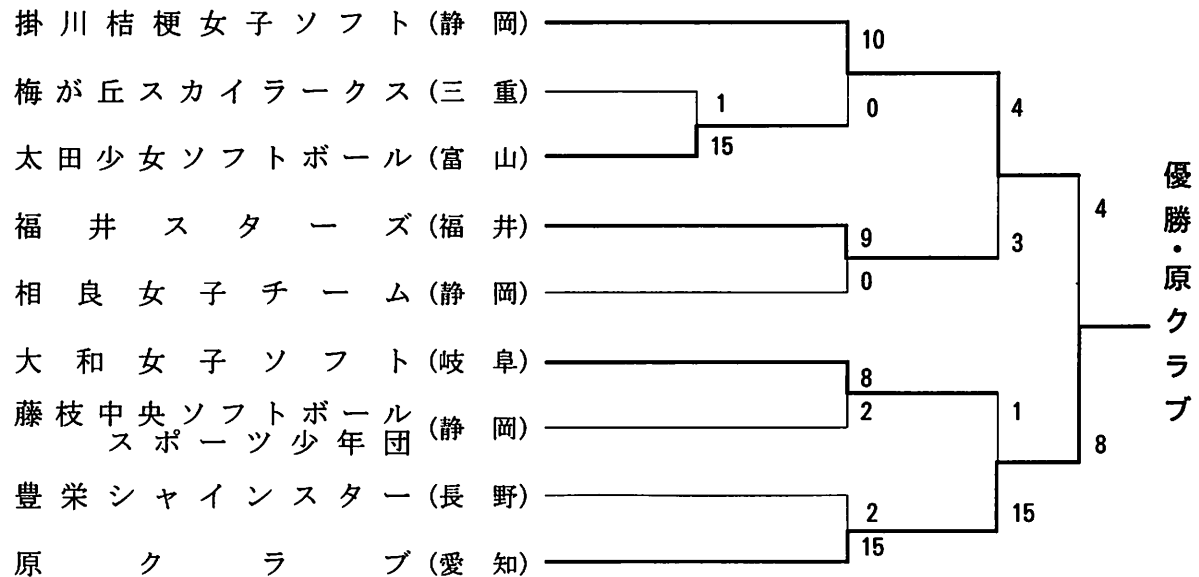 掛川桔梗女子ソフト(静岡)
10
梅が丘スカイラークス(三重)
1
0
4
太田少女ソフトボール(富山)
15
4
福井スターズ(福井)
9
3
相良女子チーム(静岡)
0
大和女子ソフト(岐阜)
8
藤枝中央ソフトボール
スポーツ少年団(静岡)
2
1
8
豊栄シャインスター(長野)
2
15
原クラブ(愛知)
15
優勝・原クラブ